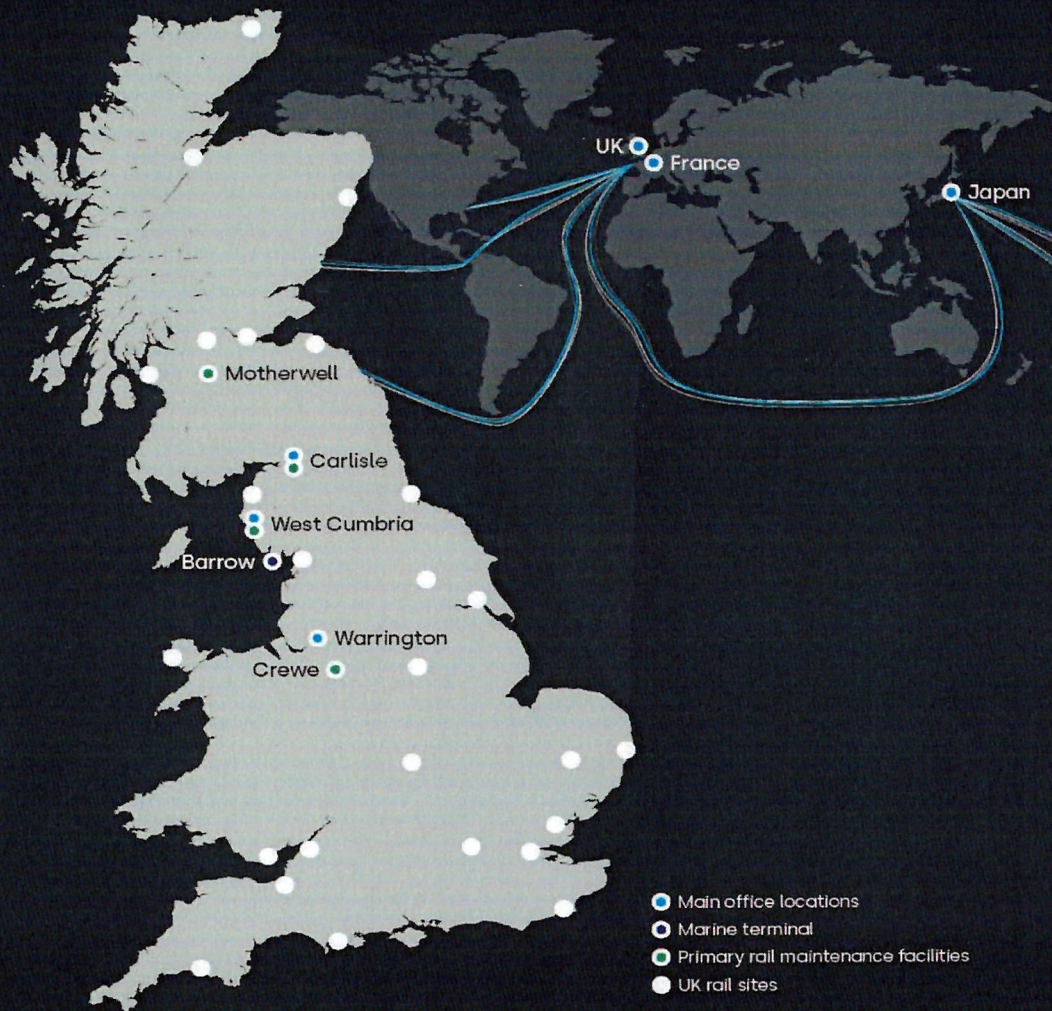 UK
France
Japan
Motherwell
Carlisle
West Cumbria
Barrow
Warrington
Crewe
Main office locations
Marine terminal
Primary rail maintenance facilities
UK rail sites